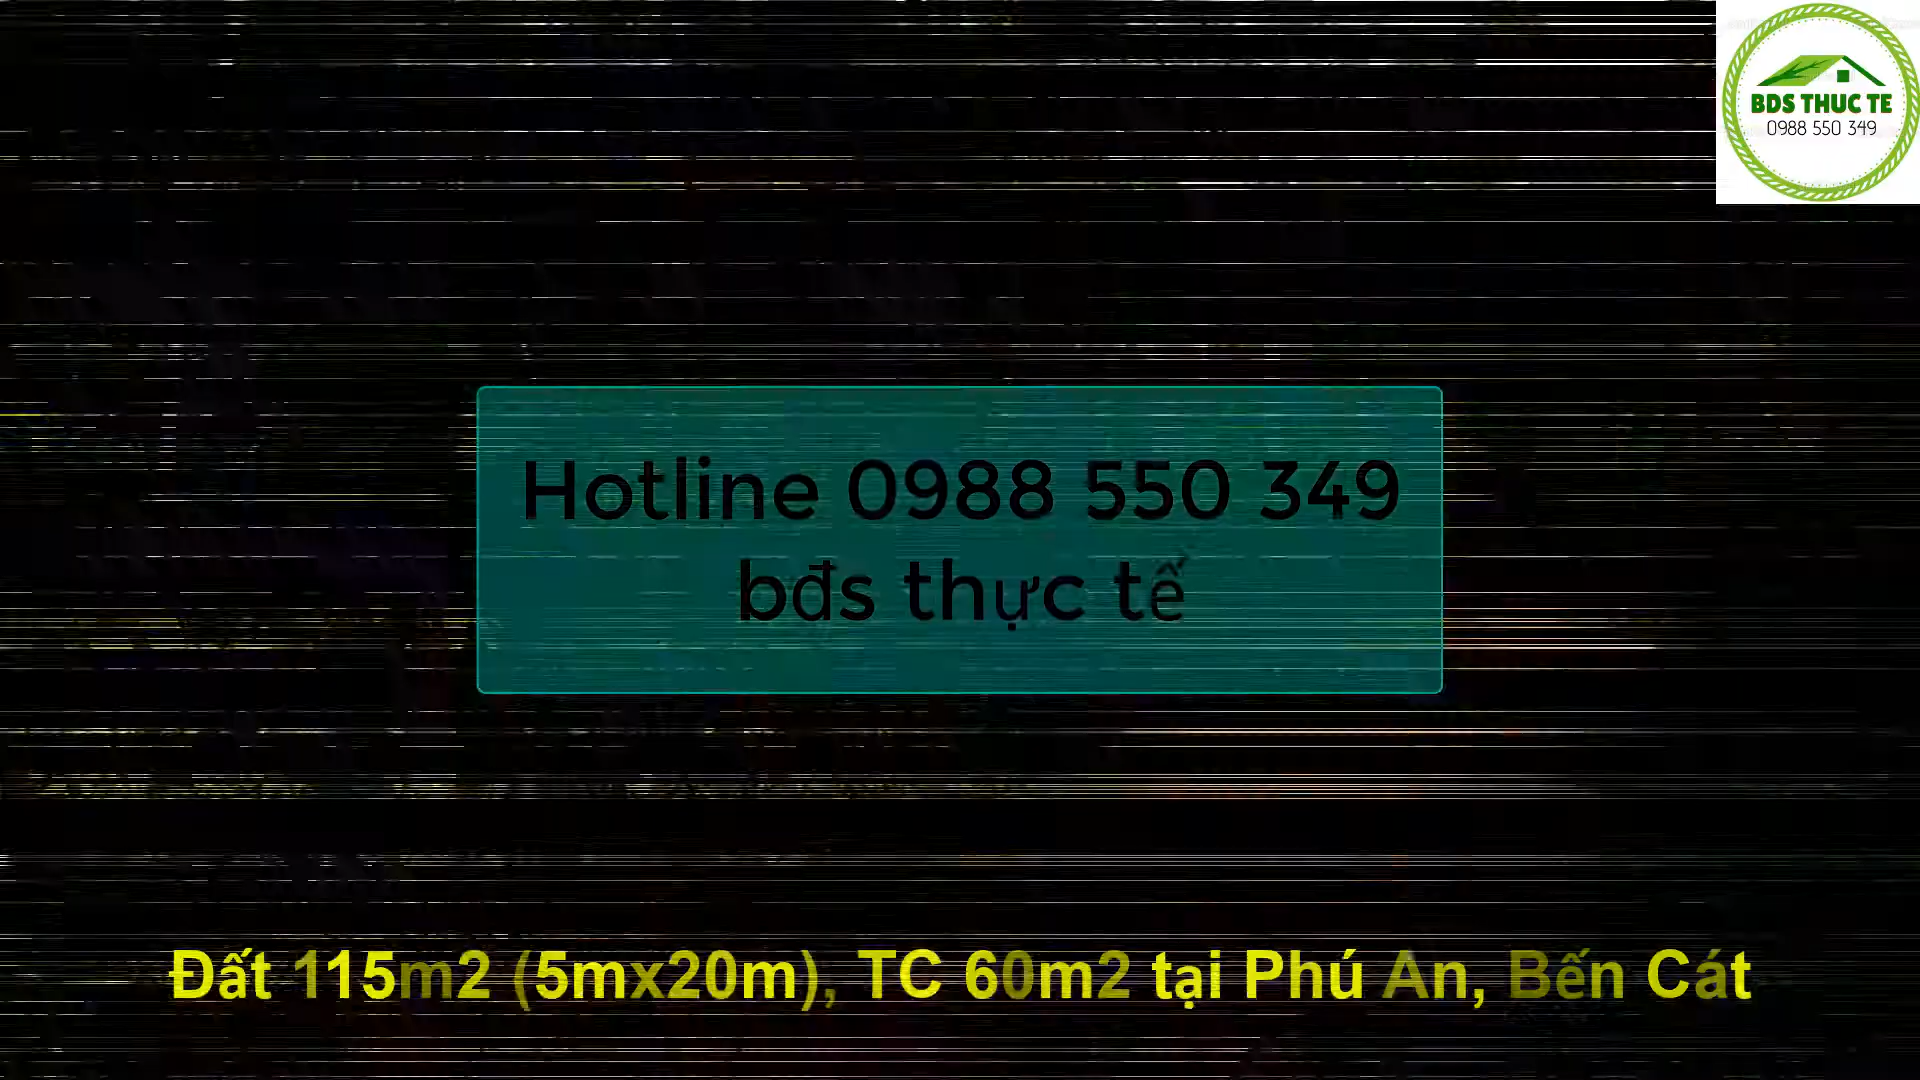 BDS THUC TE
0988 550 349
Hotline 0988 550 349
bđs thực tế
Đất 115m2 (5mx20m), TC 60m2 tại Phú An, Bến Cát